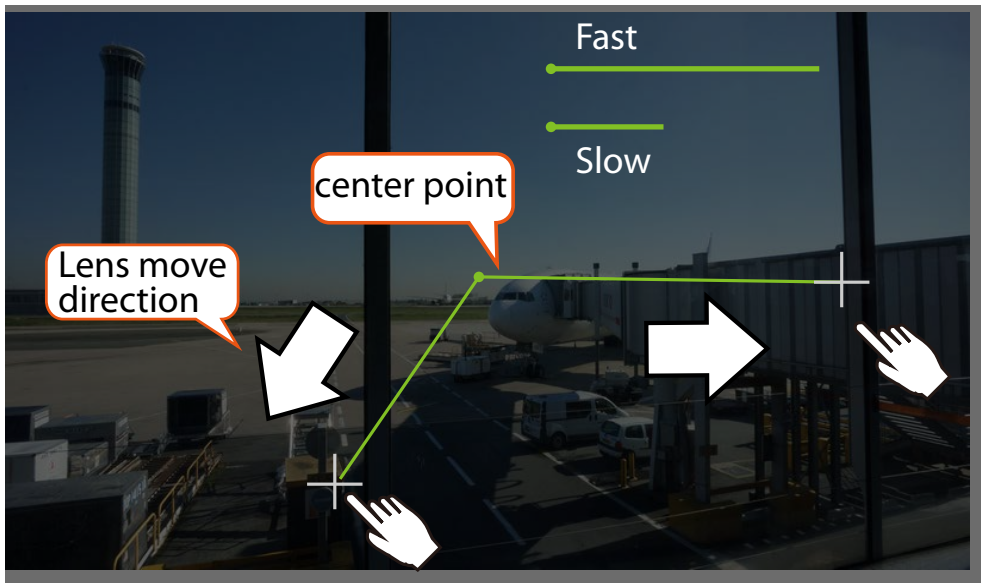 Fast
Slow
center point
Lens move
direction